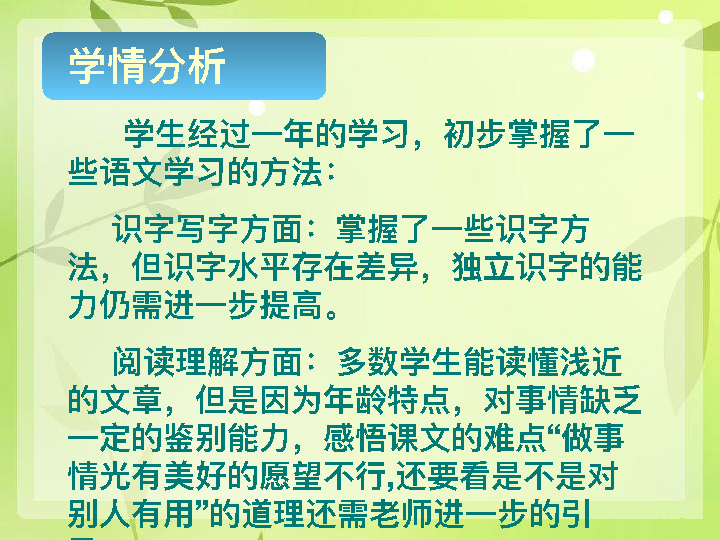 学情分析
学生经过一年的学习，初步掌握了一
些语文学习的方法：
识字写字方面：掌握了一些识字方
法，但识字水平存在差异，独立识字的能
力仍需进一步提高。
阅读理解方面：多数学生能读懂浅近
的文章，但是因为年龄特点，对事情缺乏
一定的鉴别能力，感悟课文的难点“做事
情光有美好的愿望不行,还要看是不是对
别人有用”的道理还需老师进一步的引